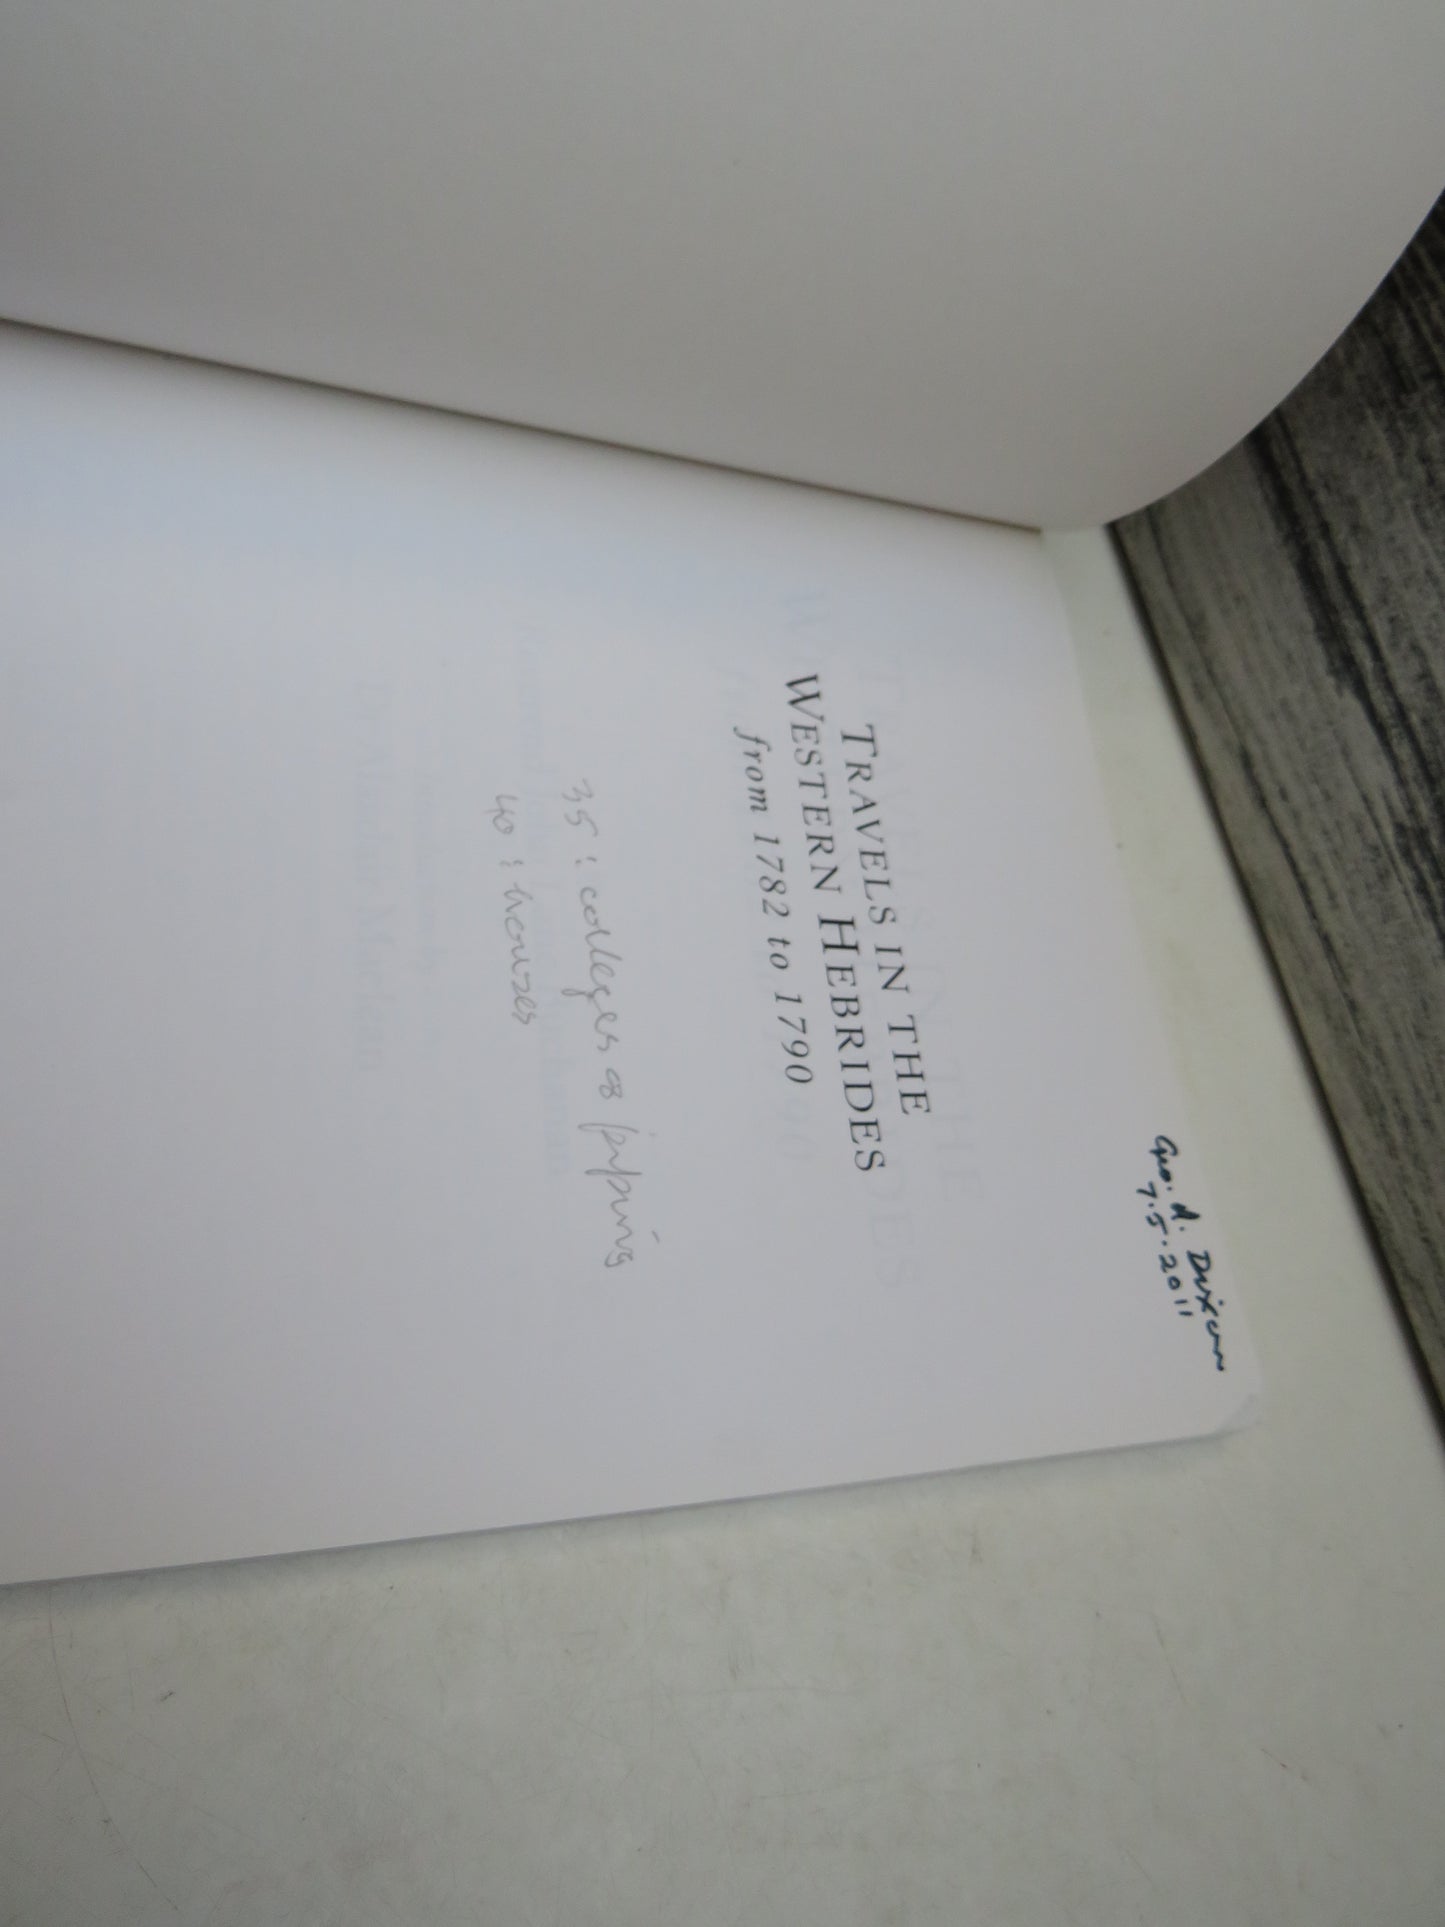 Geo. A. Dixon
7.5.2011
TRAVELS IN THE
WESTERN HEBRIDES
from 1782 to 1790
35: colleges of piping
40: houses